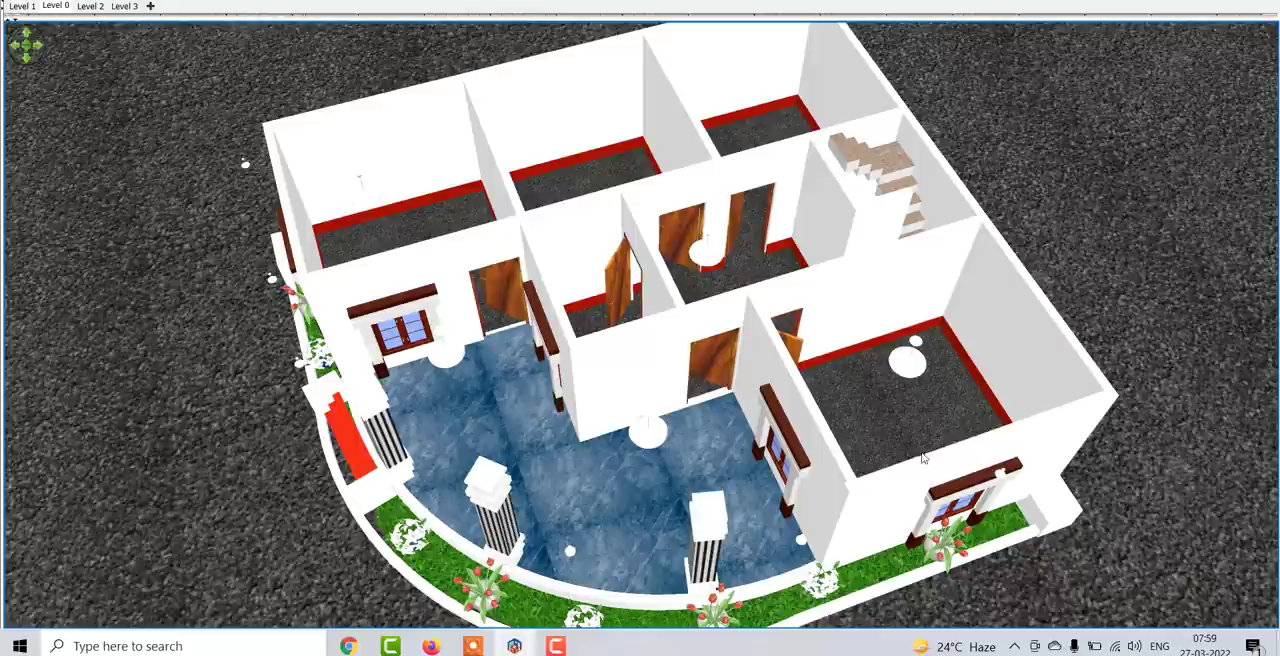 Level 1 Level 0 Level 2 Level 3
Type here to search
24°C Haze ENG
07:59
27-03-2022